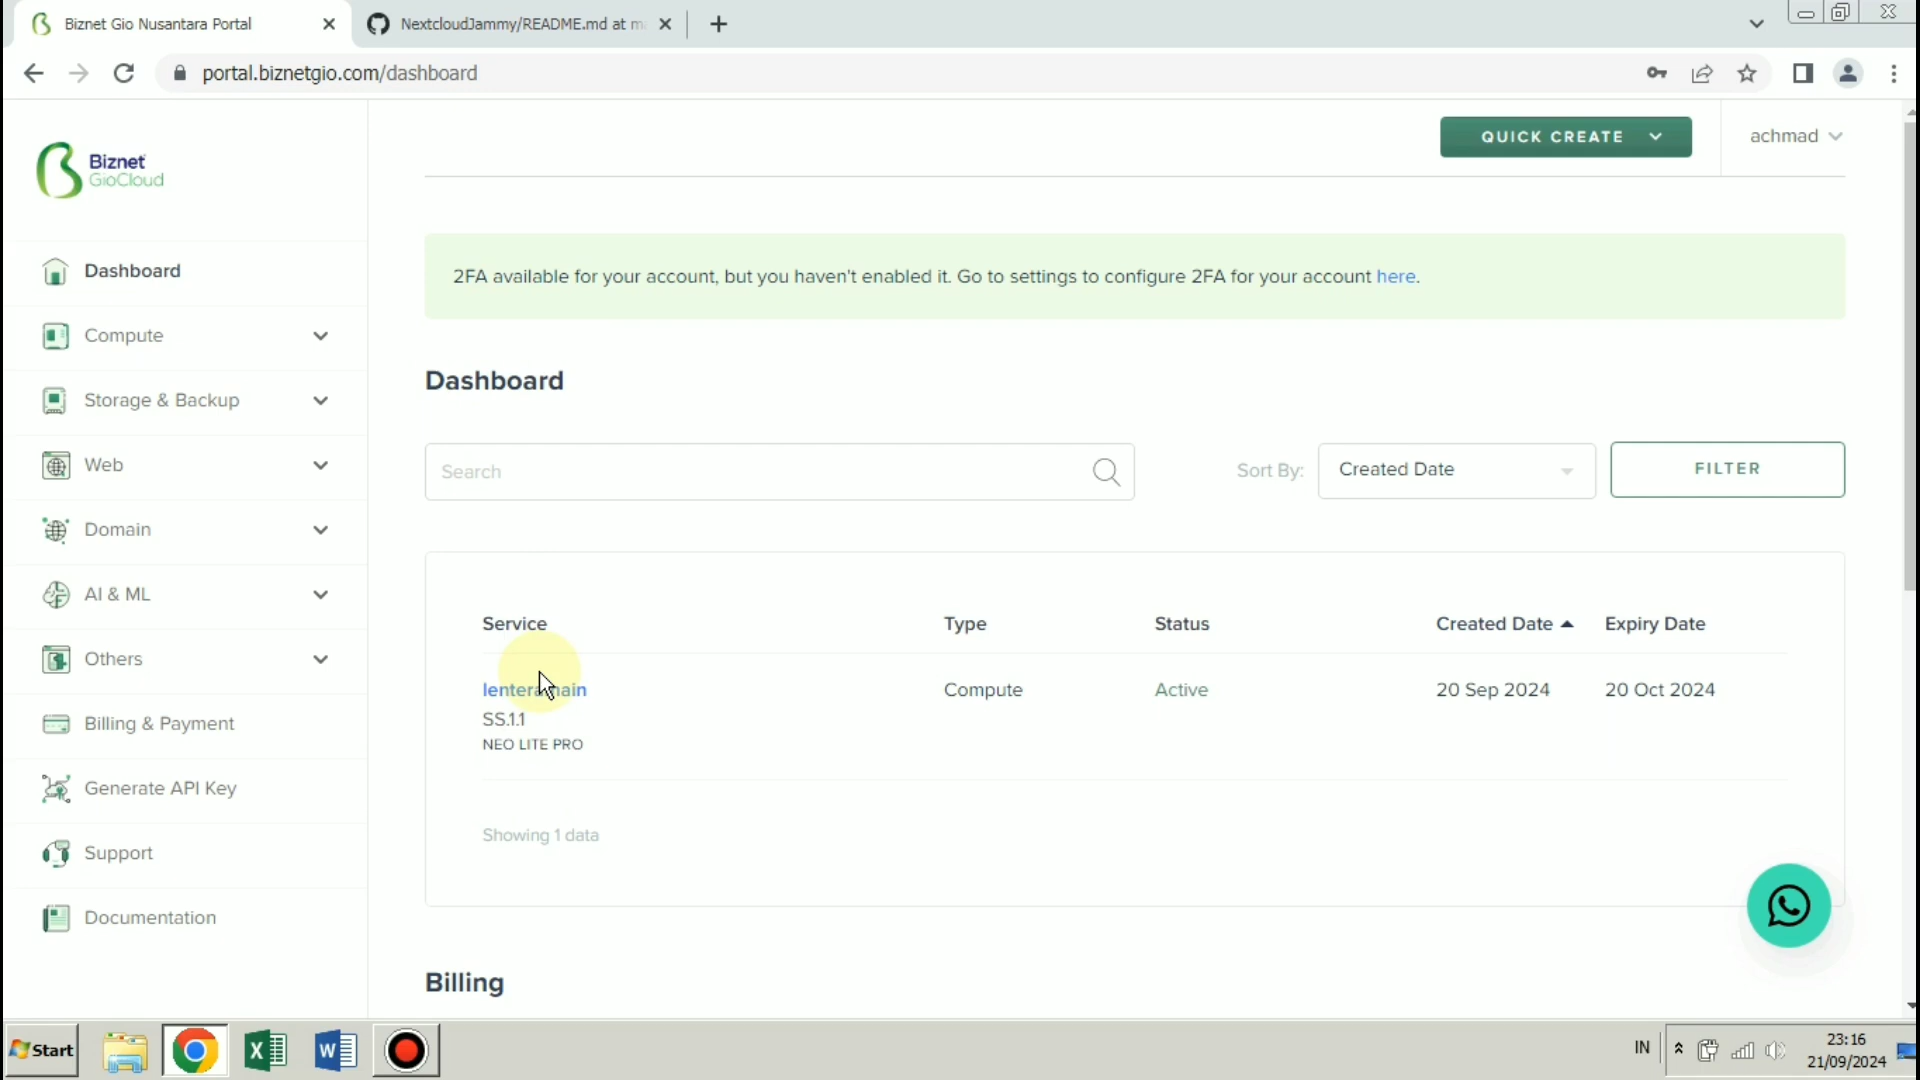 Biznet Gio Nusantara Portal
NextcloudJammy/README.md at ma
portal.biznetgio.com/dashboard
Biznet
GioCloud
QUICK CREATE
achmad
Dashboard
Compute
Storage & Backup
Web
Domain
AI & ML
Others
Billing & Payment
Generate API Key
Support
Documentation
2FA available for your account, but you haven't enabled it. Go to settings to configure 2FA for your account here.
Dashboard
Search
Sort By:
Created Date
FILTER
Service
Type
Status
Created Date
Expiry Date
Compute
Active
20 Sep 2024
20 Oct 2024
SS.1.1
NEO LITE PRO
Showing 1 data
Billing
Start
IN
23:16
21/09/2024